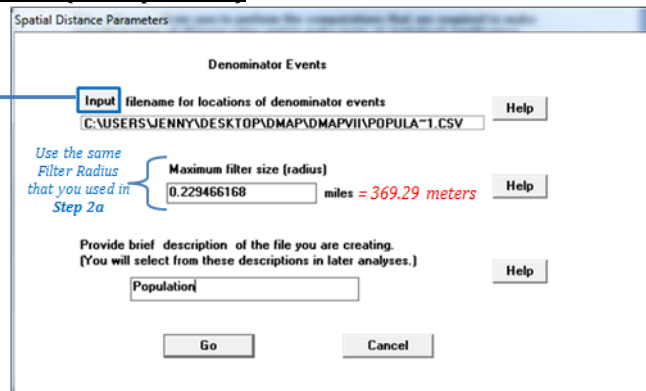 Spatial Distance Parameters
Denominator Events
Input filename for locations of denominator events
Help
C:\USERS\JENNY\DESKTOP\DMAP\DMAPVII\POPULA~1.CSV
Use the same
Filter Radius
that you used in
Step 2a
Maximum filter size (radius)
0.229466168 miles = 369.29 meters
Help
Provide brief description of the file you are creating.
(You will select from these descriptions in later analyses.)
Help
Population
Go Cancel